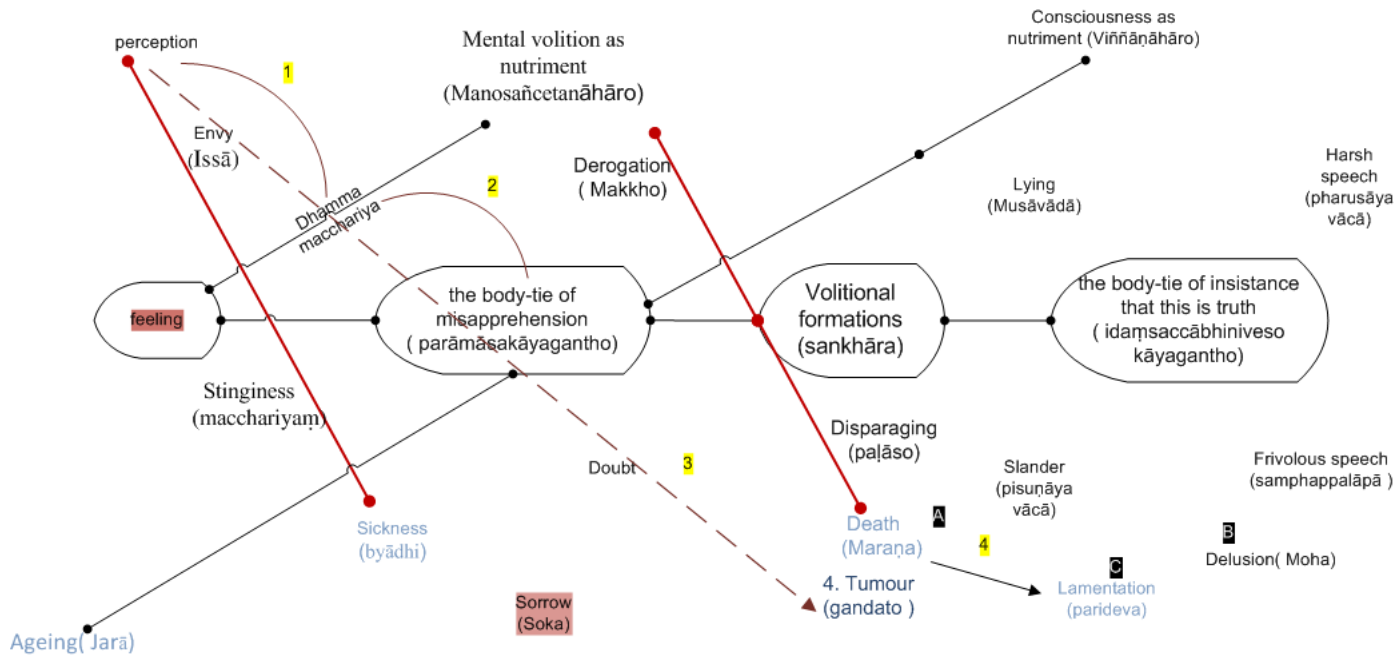 perception
1
Envy
(Issā)
Mental volition as
nutriment
(Manosañcetanāhāro)
Consciousness as
nutriment (Viññāṇāhāro)
Dhamma
macchariya
2
Derogation
( Makkho)
Lying
(Musāvādā)
Harsh
speech
(pharusāya
vācā)
feeling
the body-tie of
misapprehension
( parāmāsakāyagantho)
Volitional
formations
(sankhāra)
the body-tie of insistance
that this is truth
( idaṃsaccābhiniveso
kāyagantho)
Stinginess
(macchariyaṃ)
Doubt
3
Disparaging
(paḷāso)
Slander
(pisuṇāya
vācā)
Frivolous speech
(samphappalāpā )
Sickness
(byādhi)
Death
(Maraṇa)
A
4
B
Delusion( Moha)
C
Lamentation
(parideva)
4. Tumour
(gandato )
Sorrow
(Soka)
Ageing( Jarā)